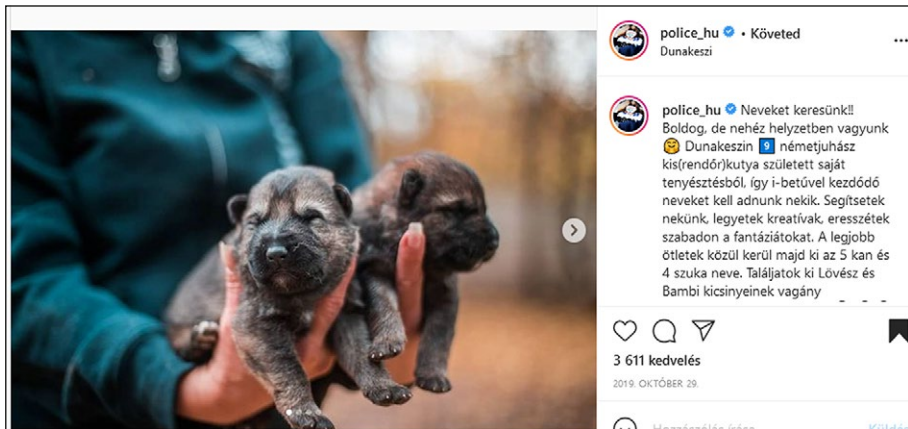 police_hu • Követed
Dunakeszi
...
police_hu Neveket keresünk!!
Boldog, de nehéz helyzetben vagyunk
🤗 Dunakeszin 9 németjuhász
kis(rendőr)kutya született saját
tenyésztésből, így i-betűvel kezdődő
neveket kell adnunk nekik. Segítsetek
nekünk, legyetek kreatívak, eresszétek
szabadon a fantáziátokat. A legjobb
ötletek közül kerül majd ki az 5 kan és
4 szuka neve. Találjatok ki Lövész és
Bambi kicsinyeinek vagány
3 611 kedvelés
2019. OKTÓBER 29.